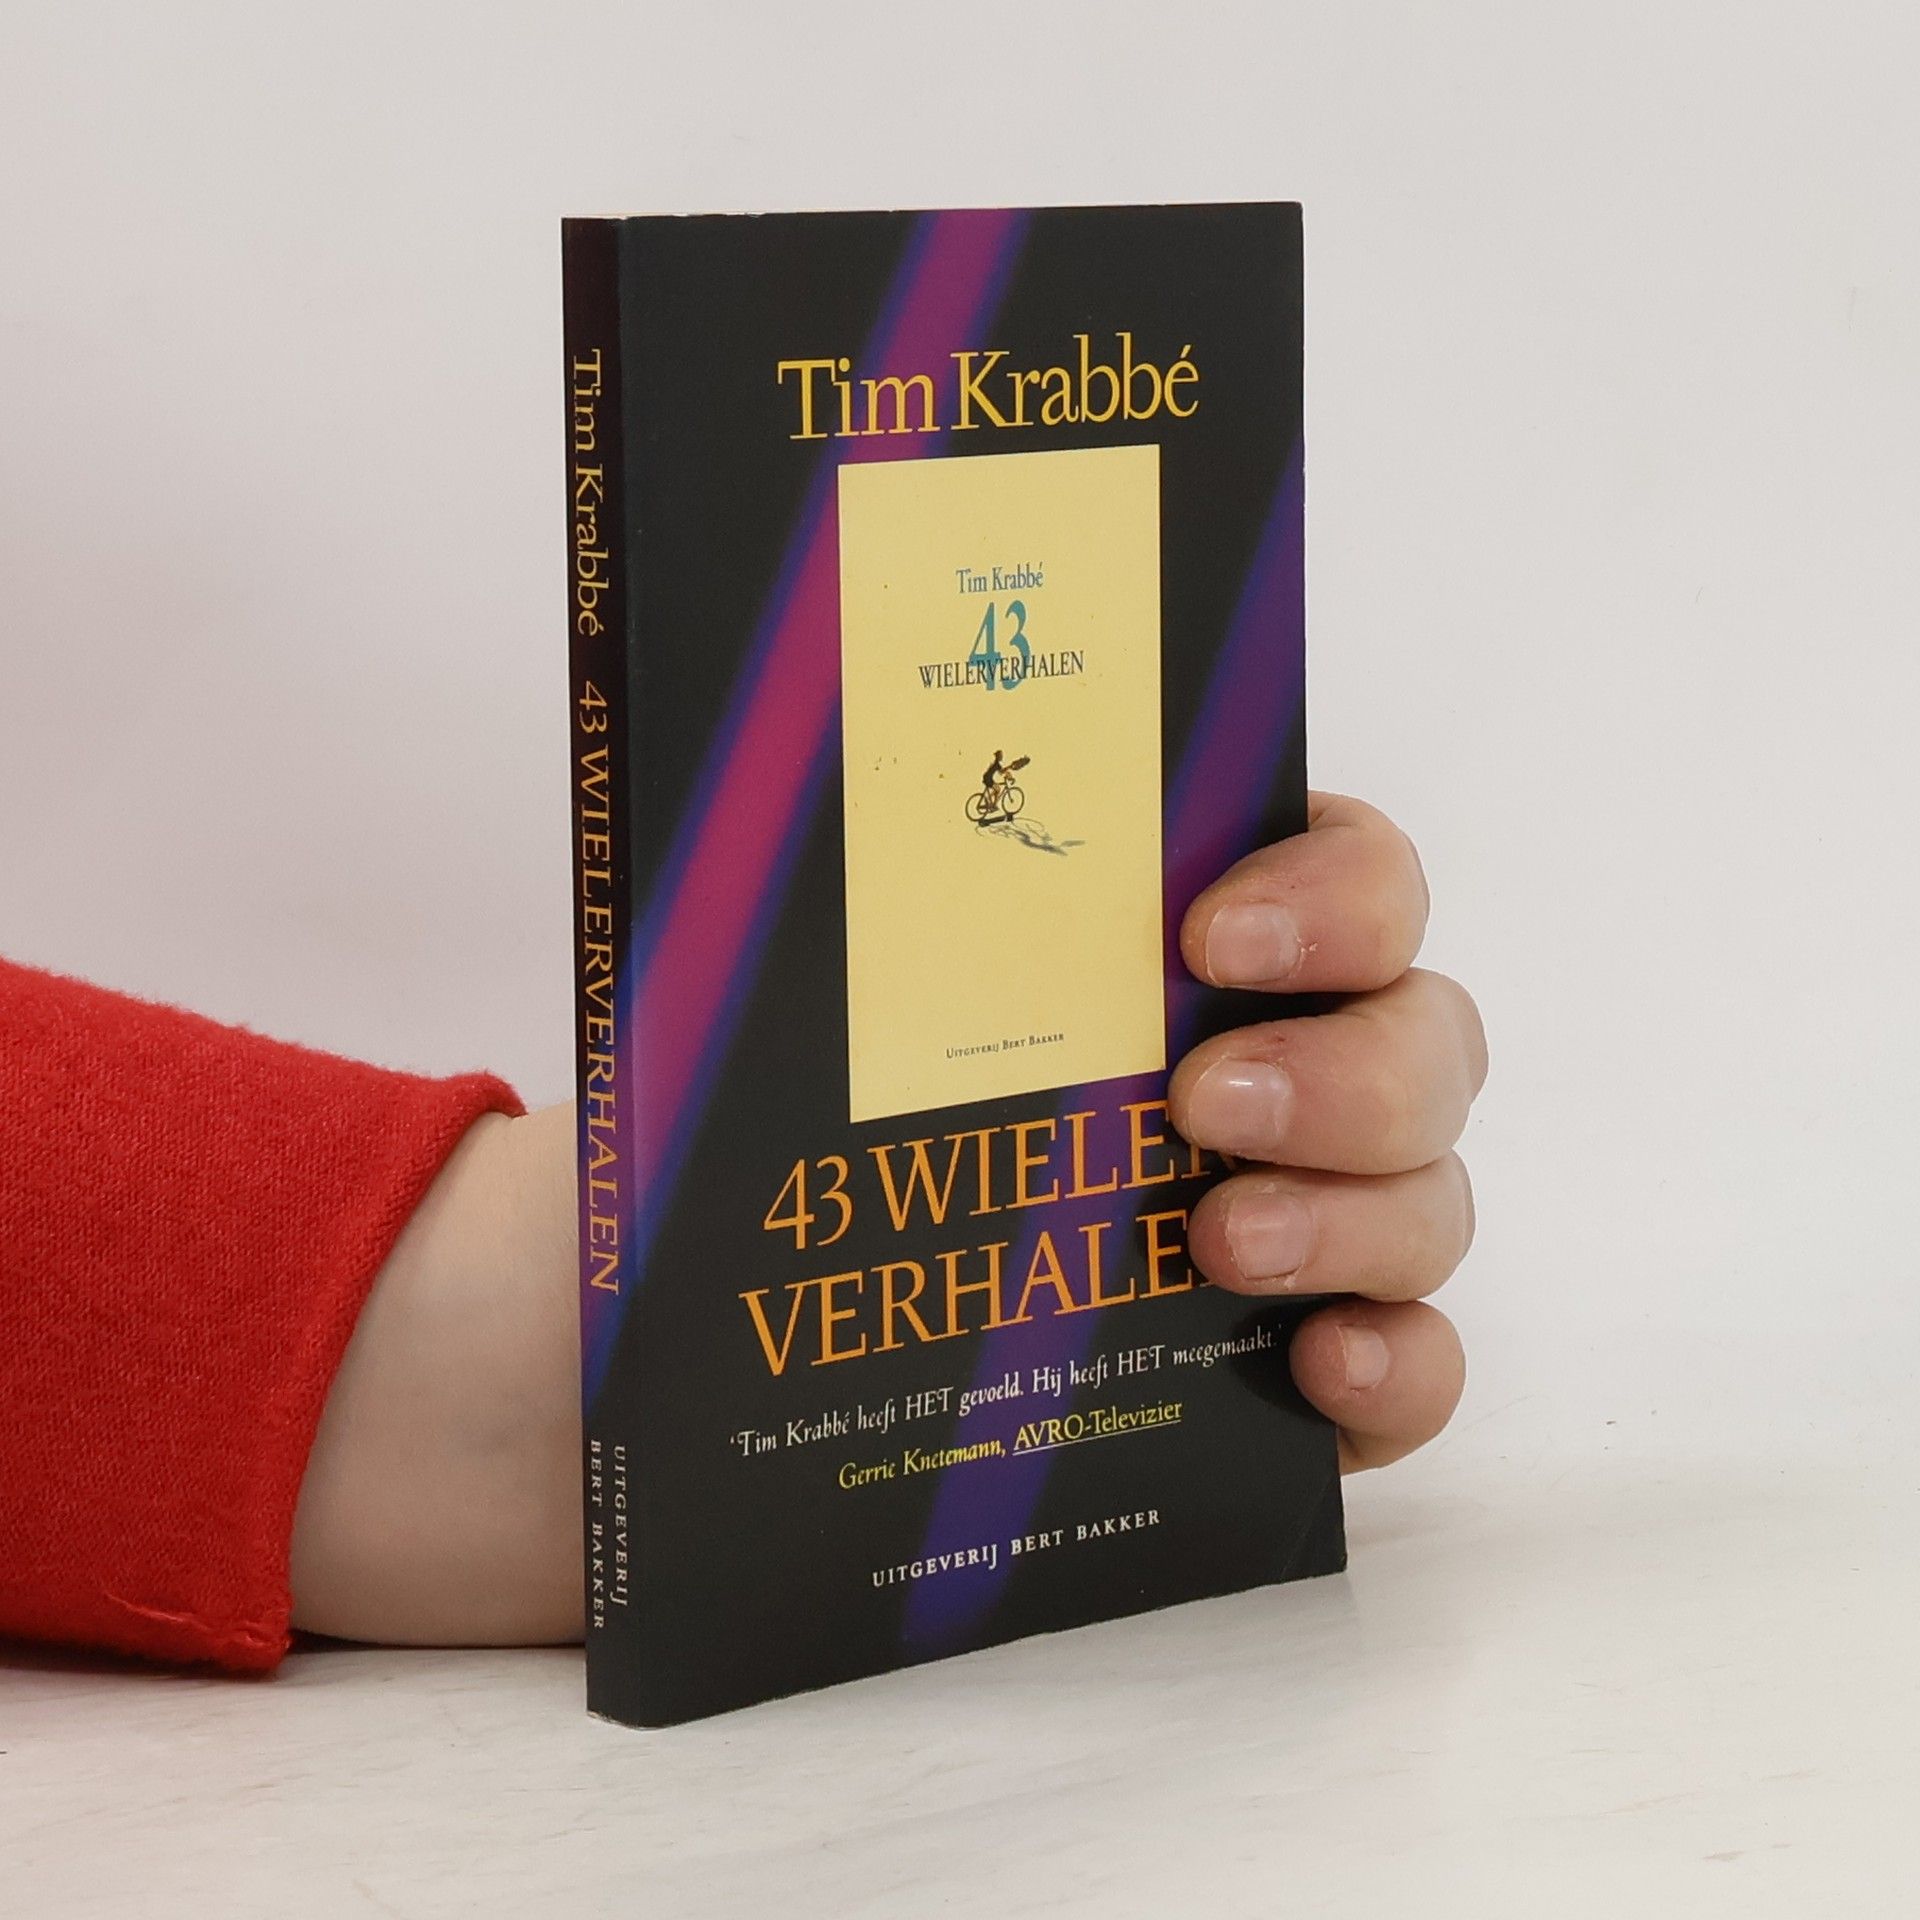 Tim Krabbé 43 WIELERVERHALEN
UITGEVERIJ
BERT BAKKER
Tim Krabbé
Tim Krabbé
43
WIELERVERHALEN
UITGEVERIJ BERT BAKKER
43 WIELER
VERHALE
'Tim Krabbé heeft HET gevoeld. Hij heeft HET meegemaakt.'
Gerrie Knetemann, AVRO-Televizier
UITGEVERIJ BERT BAKKER